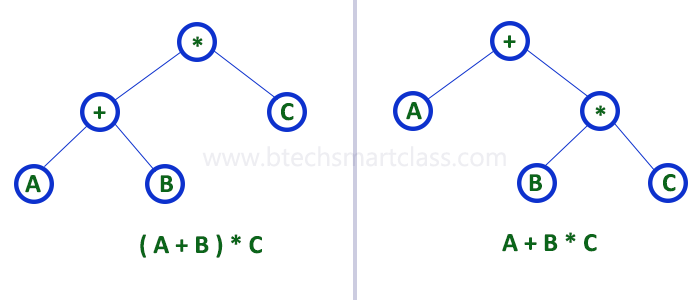 *
+
C
A
B
( A + B ) * C
+
A
*
B
C
A + B * C
www.btechsmartclass.com